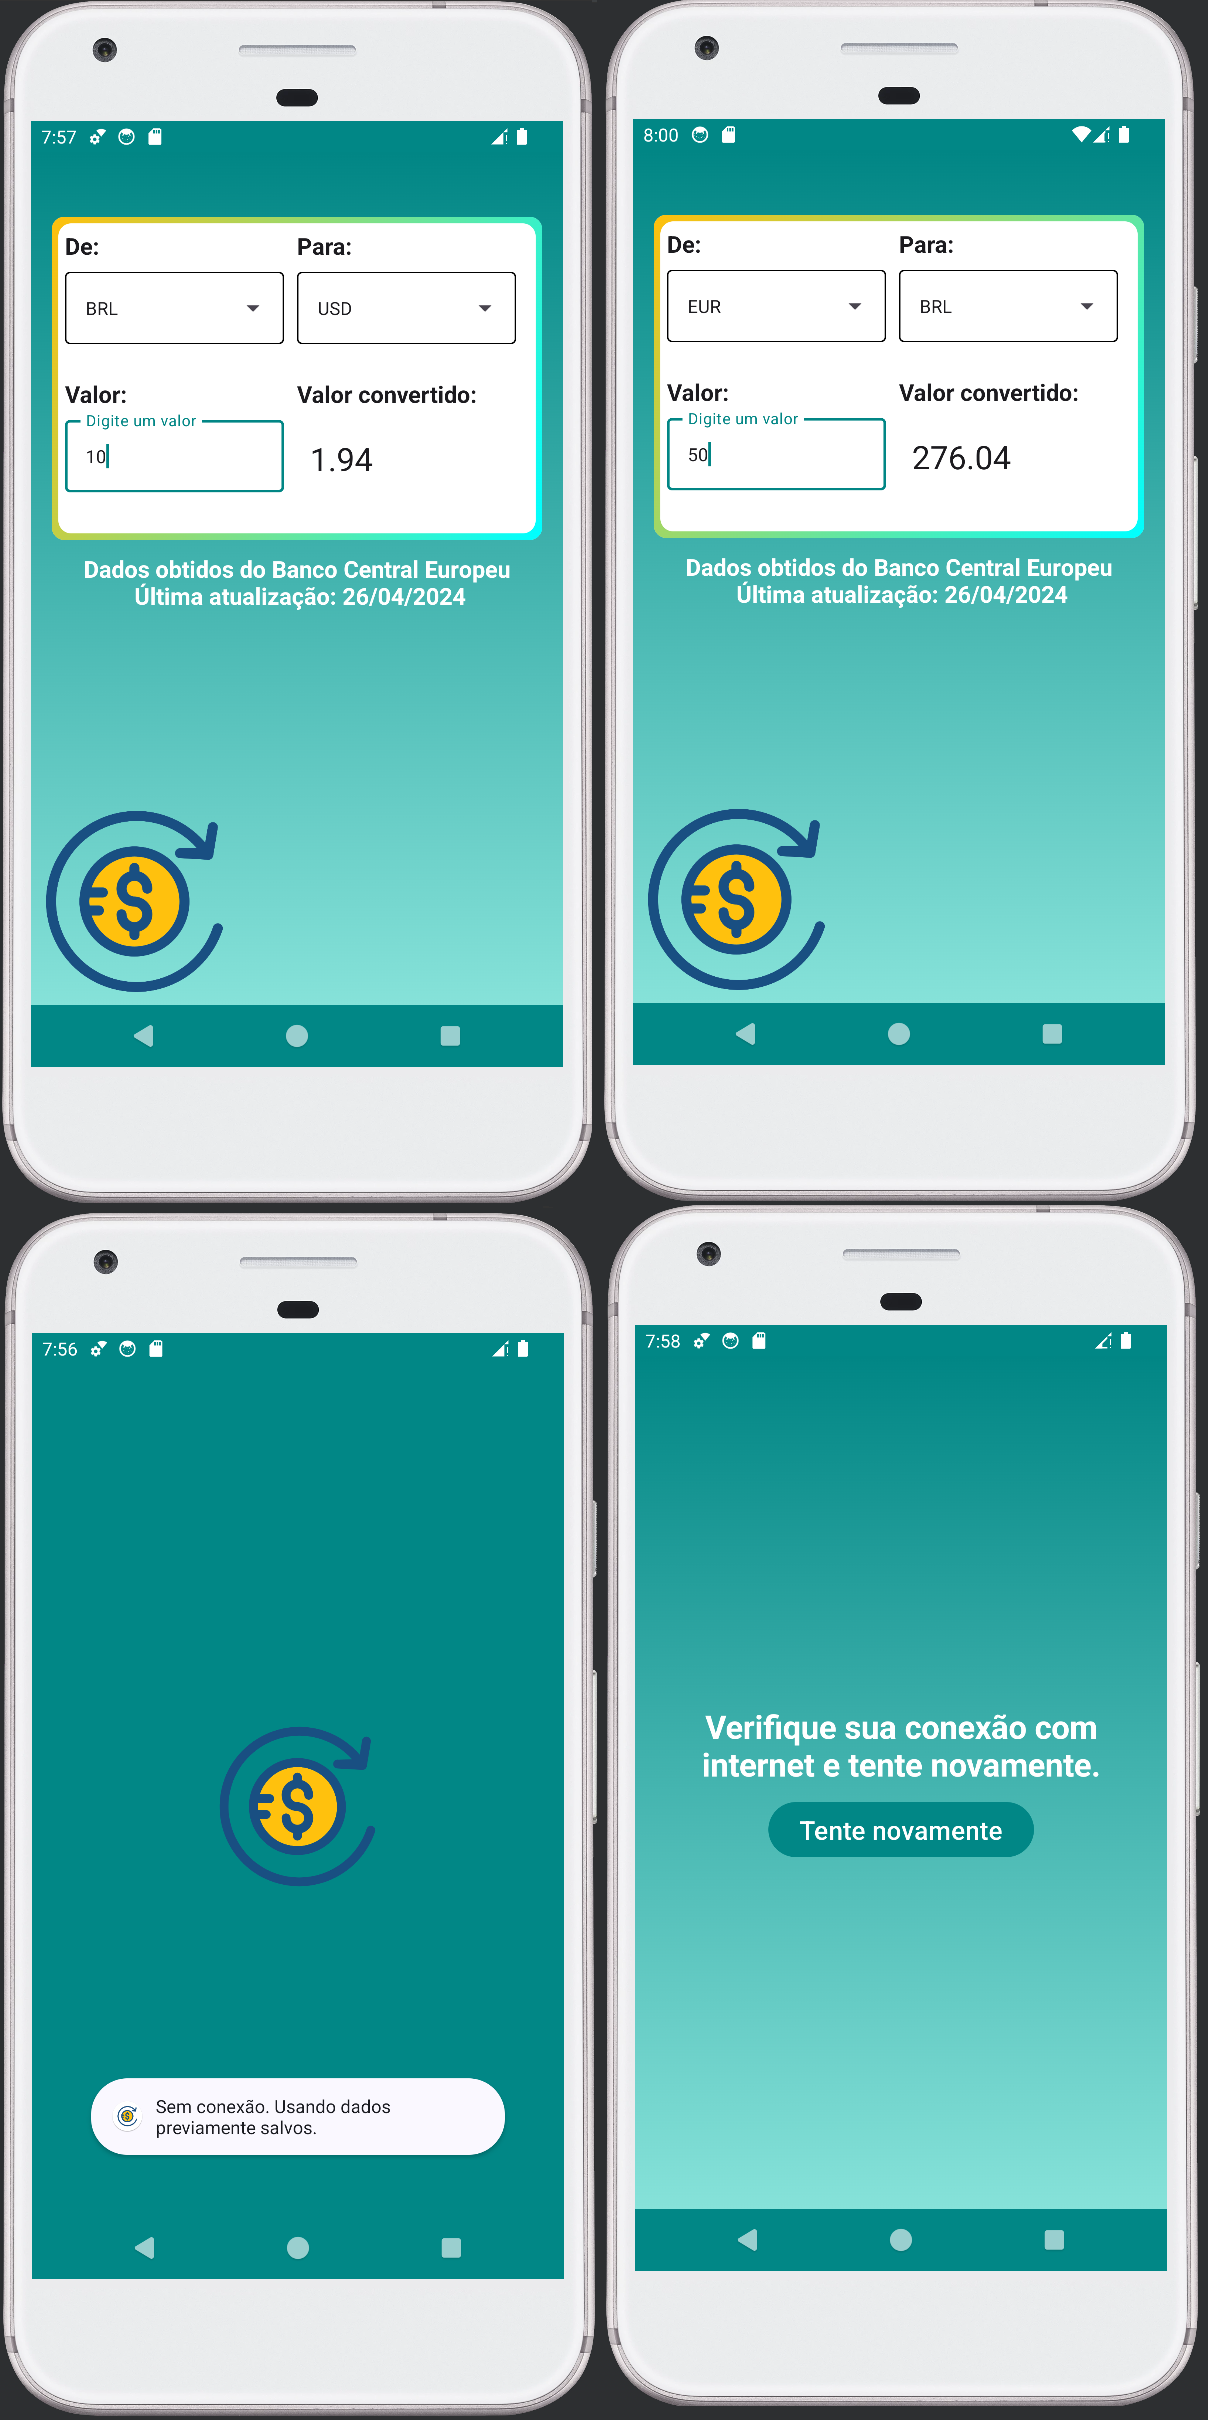 7:57
De:
Para:
BRL
USD
Valor:
Valor convertido:
Digite um valor
10
1.94
Dados obtidos do Banco Central Europeu
Última atualização: 26/04/2024
$
8:00
De:
Para:
EUR
BRL
Valor:
Valor convertido:
Digite um valor
50
276.04
Dados obtidos do Banco Central Europeu
Última atualização: 26/04/2024
$
7:56
$
Sem conexão. Usando dados
previamente salvos.
7:58
Verifique sua conexão com
internet e tente novamente.
Tente novamente